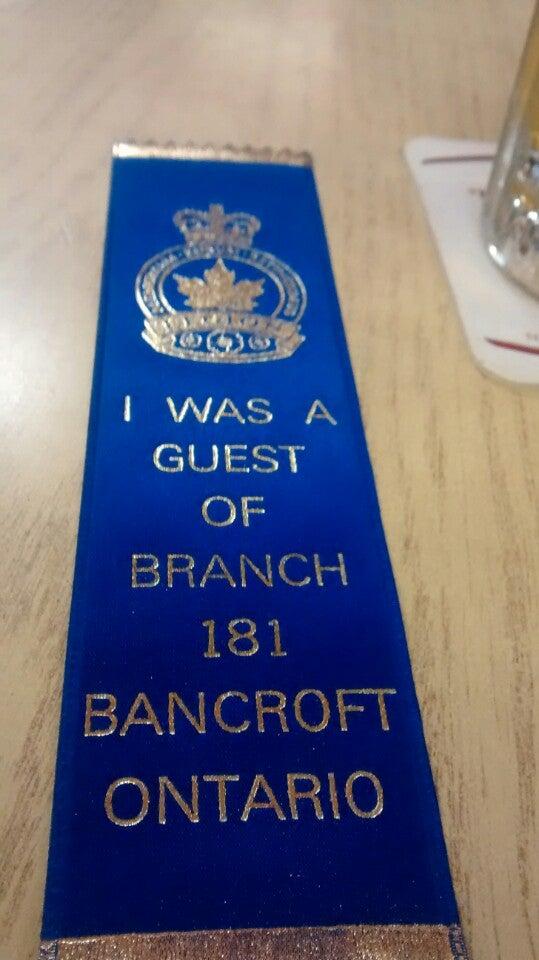 I WAS A
GUEST
OF
BRANCH
181
BANCROFT
ONTARIO